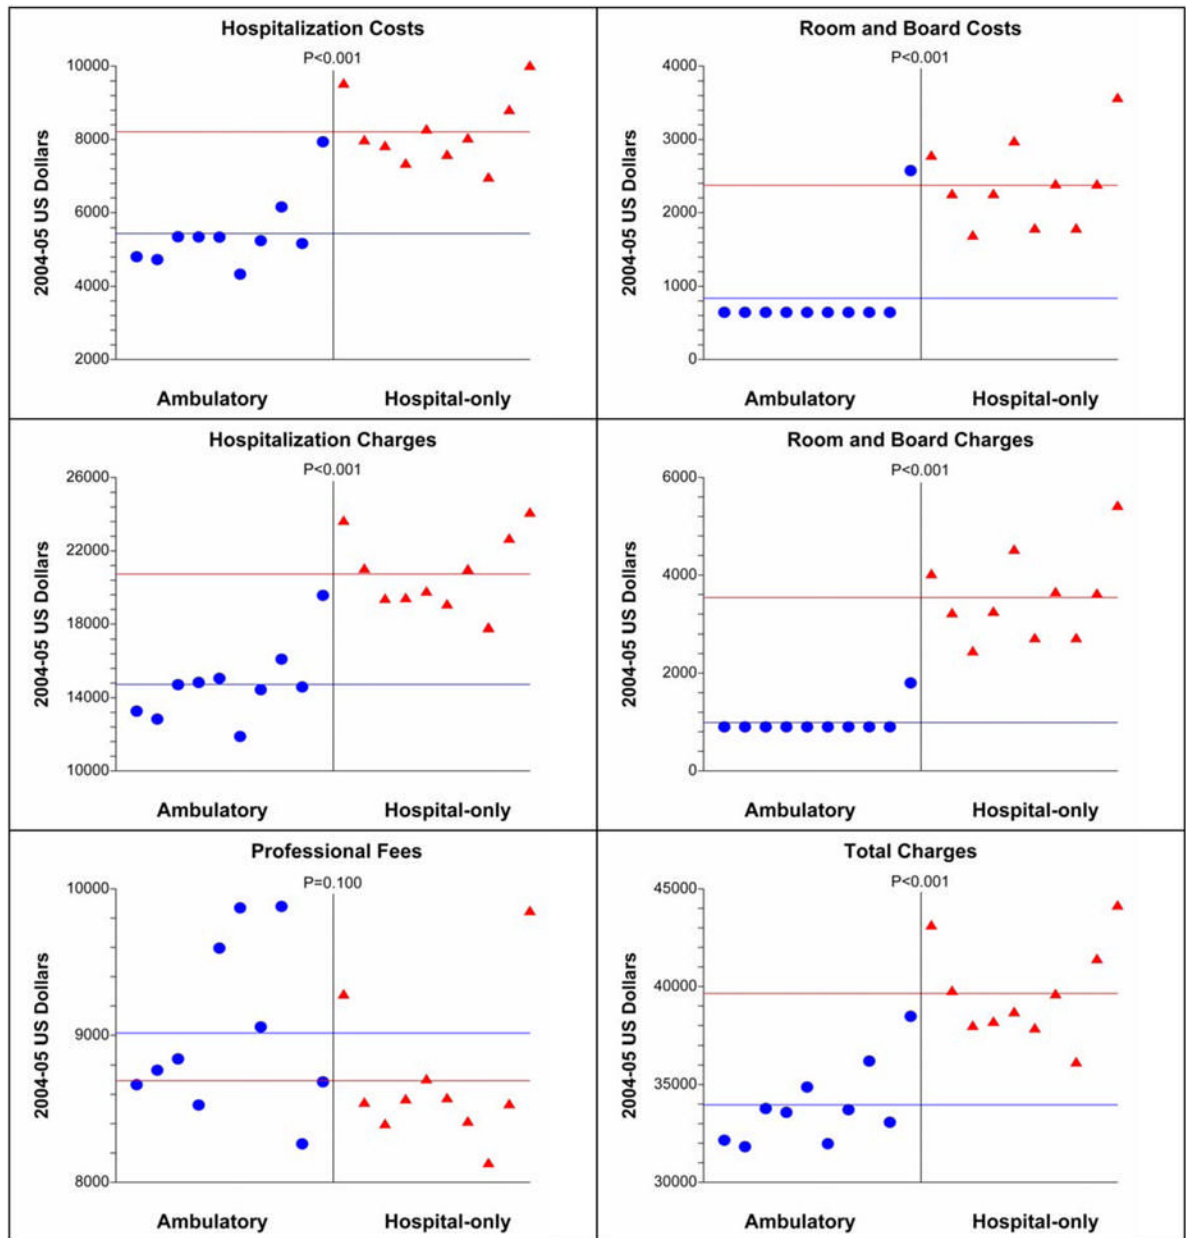 Hospitalization Costs
P<0.001
2004-05 US Dollars
10000
8000
6000
4000
2000
Ambulatory
Hospital-only
Room and Board Costs
P<0.001
2004-05 US Dollars
4000
3000
2000
1000
0
Ambulatory
Hospital-only
Hospitalization Charges
P<0.001
2004-05 US Dollars
26000
22000
18000
14000
10000
Ambulatory
Hospital-only
Room and Board Charges
P<0.001
2004-05 US Dollars
6000
4000
2000
0
Ambulatory
Hospital-only
Professional Fees
P=0.100
2004-05 US Dollars
10000
9000
8000
Ambulatory
Hospital-only
Total Charges
P<0.001
2004-05 US Dollars
45000
40000
35000
30000
Ambulatory
Hospital-only